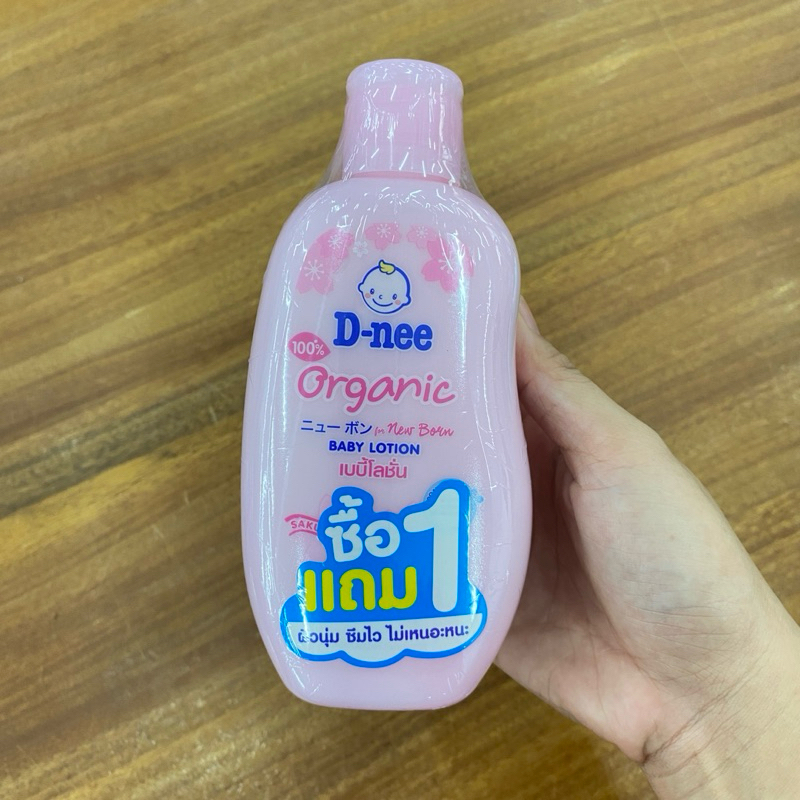 D-nee
100%
Organic
ニュー ボン for New Born
BABY LOTION
เบบี้โลชั่น
ซื้อ 1
แถม 1
ผิวนุ่ม ซึมไว ไม่เหนอะหนะ